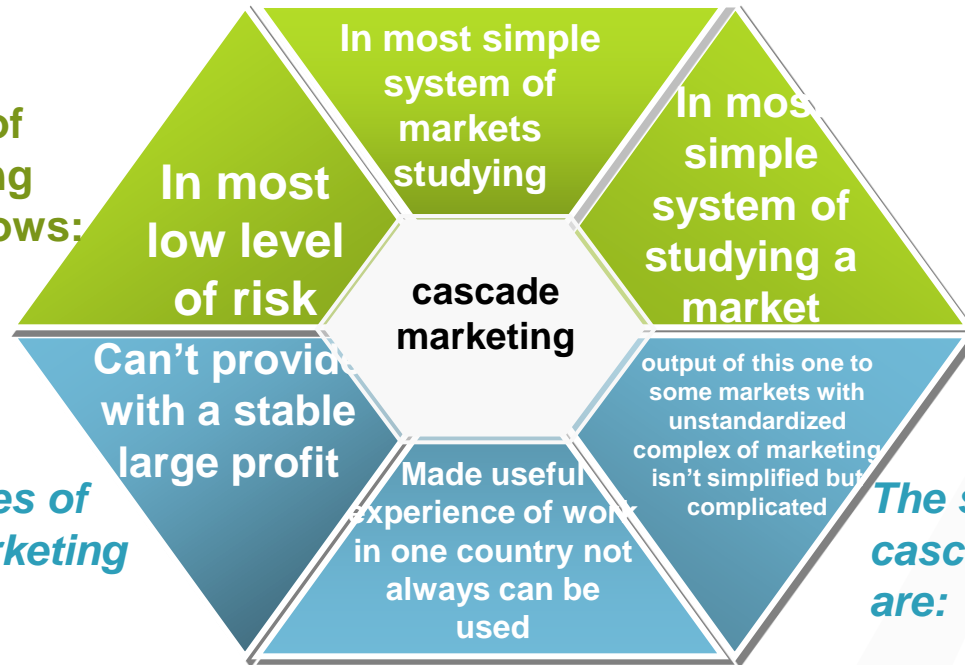 of
ng
ows:
In most
low level
of risk
In most simple
system of
markets
studying
In most
simple
system of
studying a
market
cascade
marketing
Can't provide
with a stable
large profit
Made useful
experience of work
in one country not
always can be
used
output of this one to
some markets with
unstandardized
complex of marketing
isn't simplified but
complicated
es of
rketing
The s
casc
are: